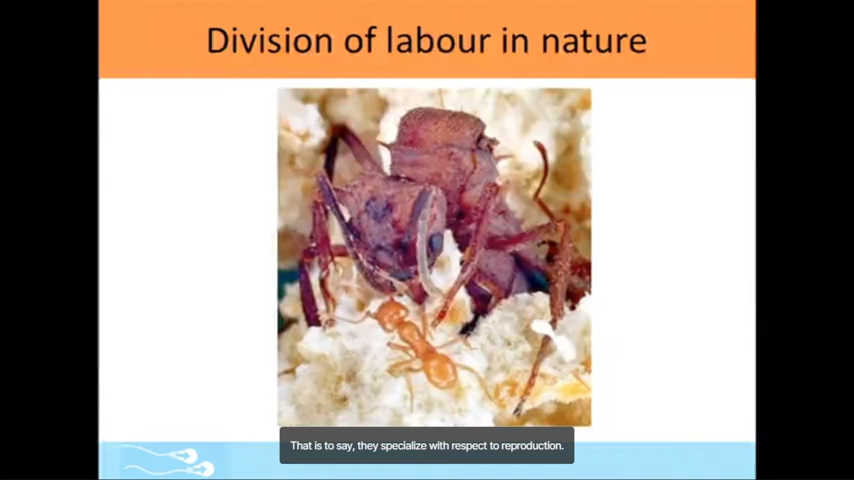 Division of labour in nature
That is to say, they specialize with respect to reproduction.